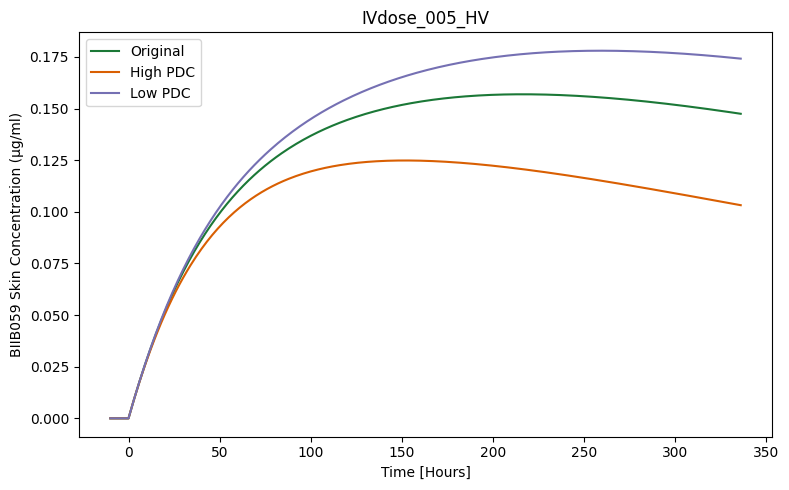 IVdose_005_HV
Original
High PDC
Low PDC
BIIB059 Skin Concentration (μg/ml)
0.175
0.150
0.125
0.100
0.075
0.050
0.025
0.000
0
50
100
150
200
250
300
350
Time [Hours]